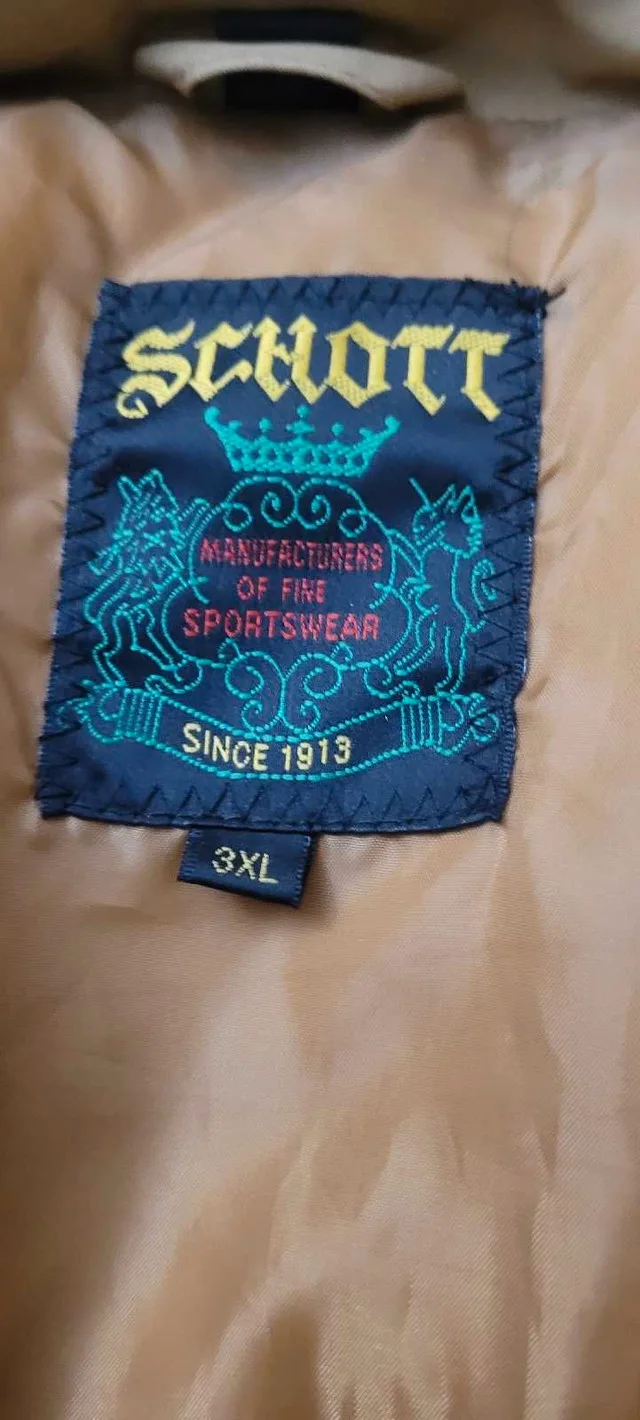 SCHOTT
MANUFACTURERS
OF FINE
SPORTSWEAR
SINCE 1913
3XL